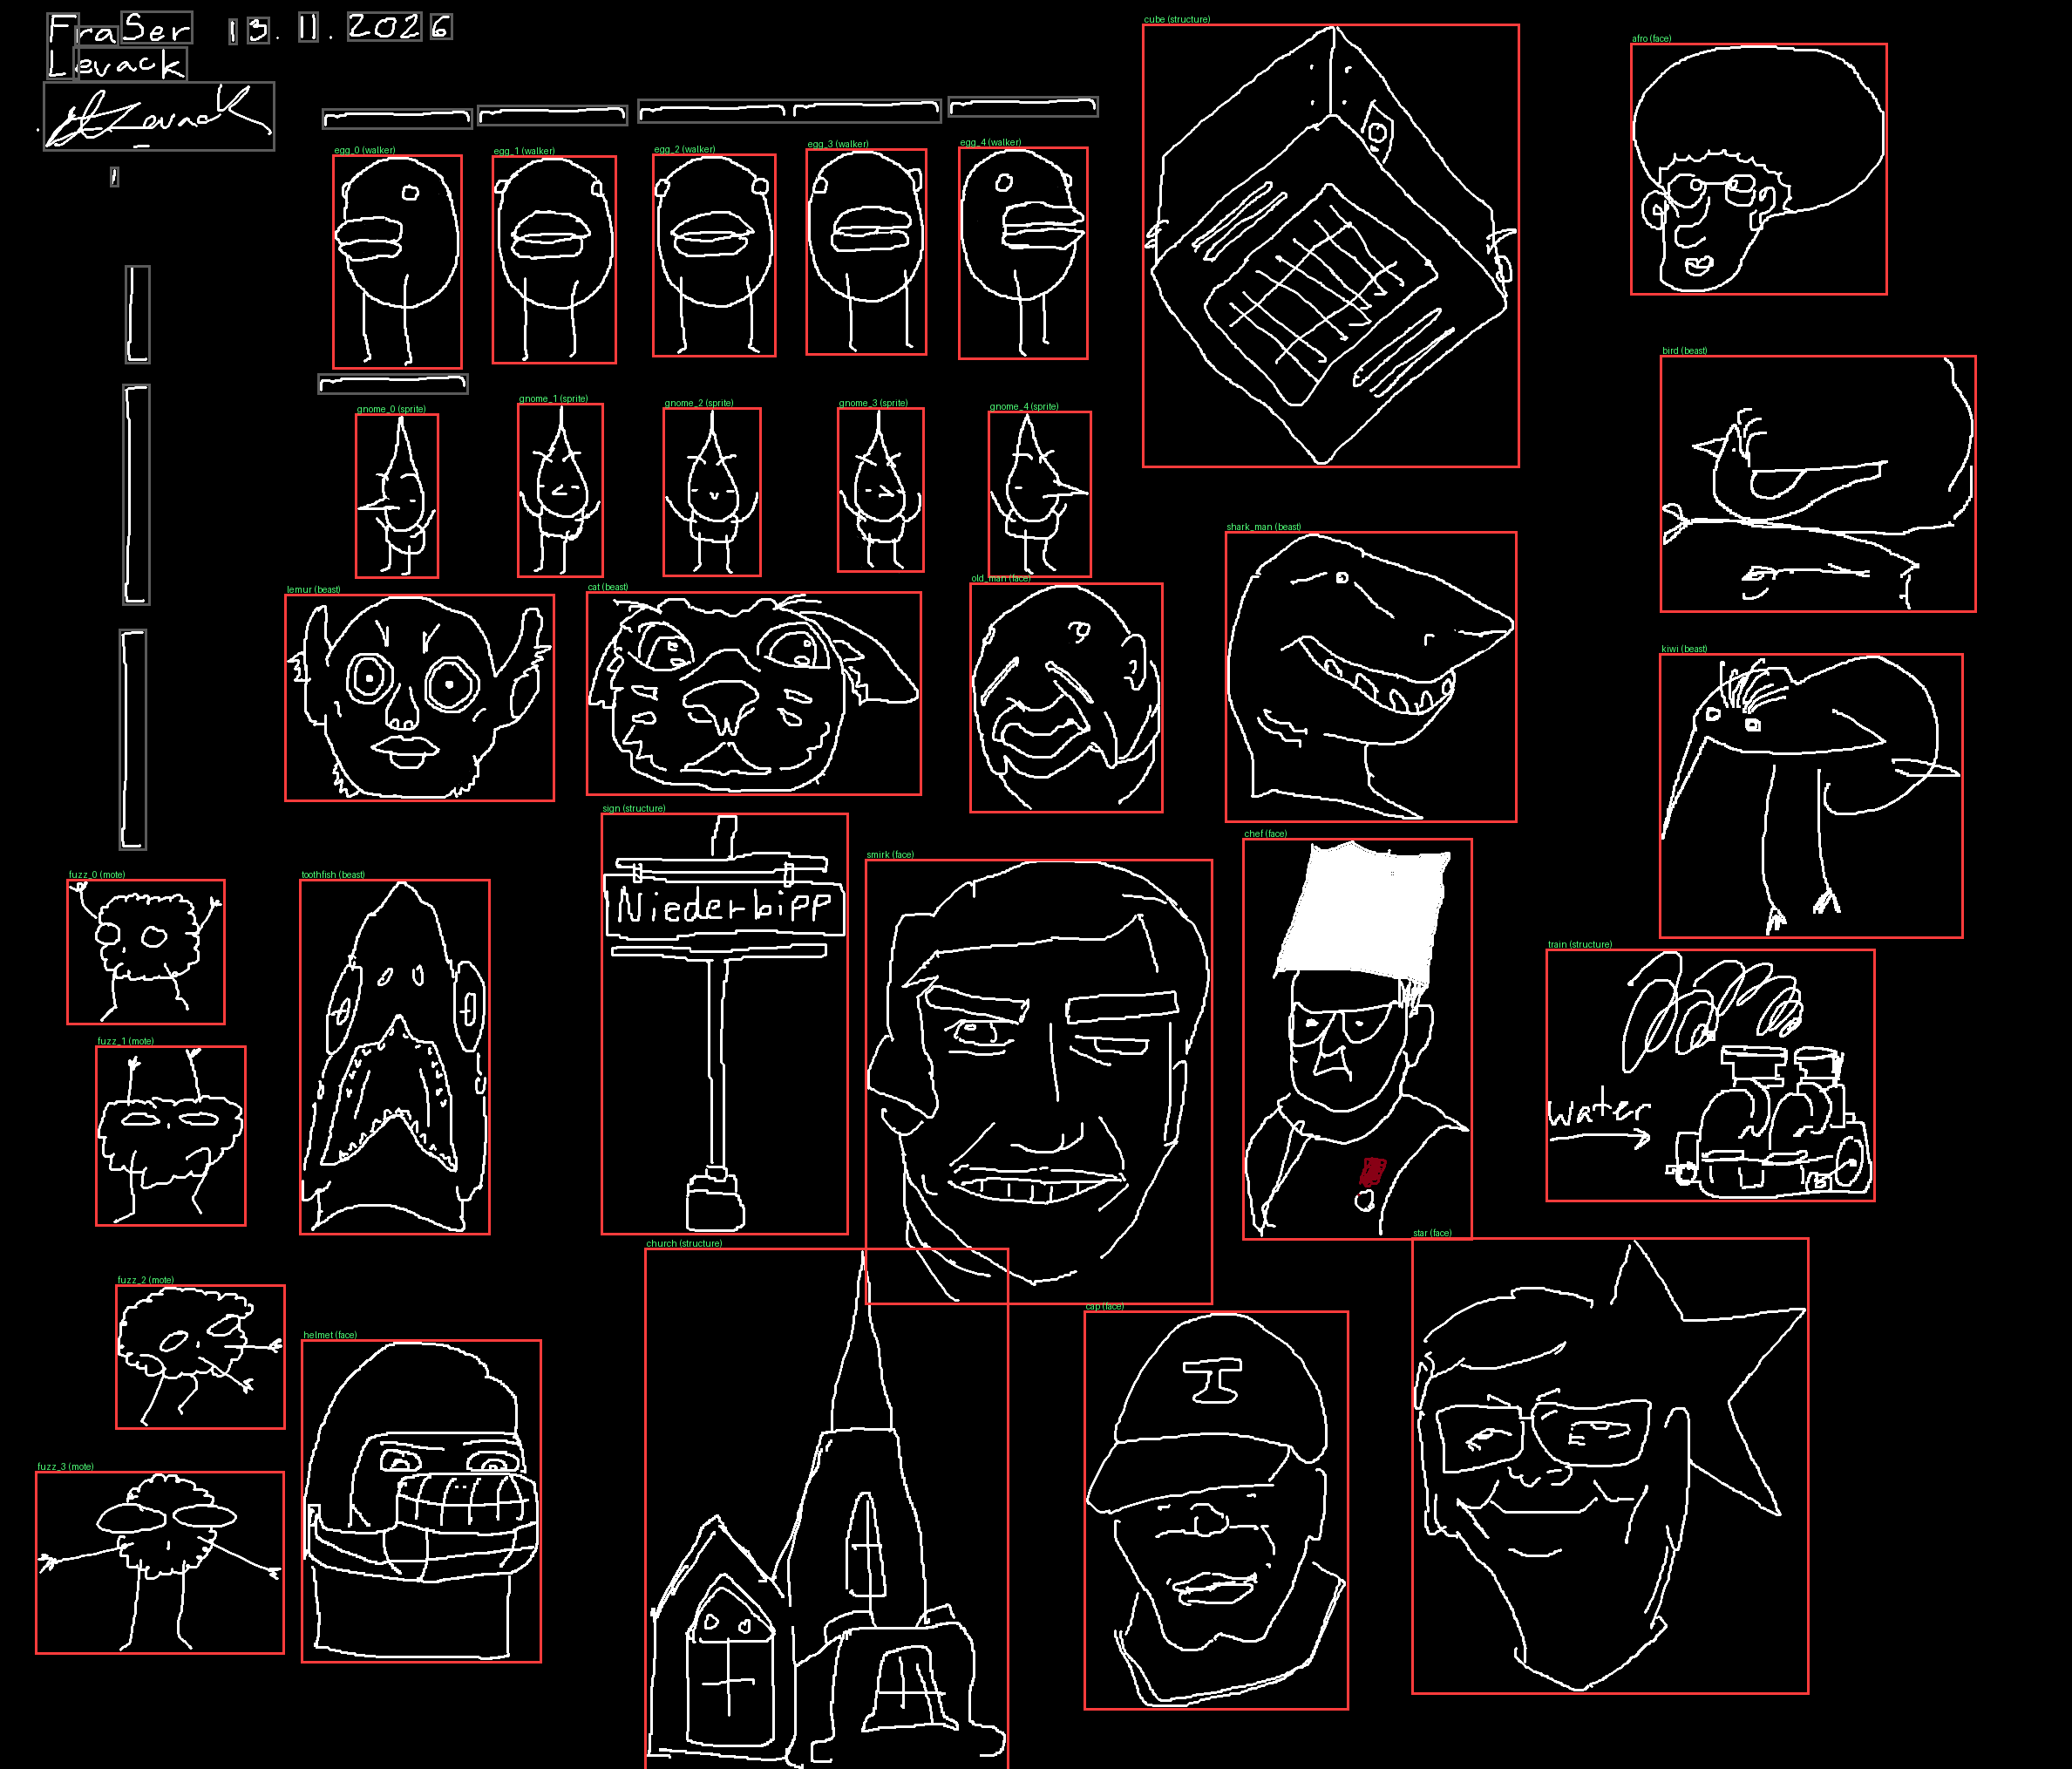 FraSer 13. 11. 2026
Levack
cube (structure)
afro (face)
egg_0 (walker)
egg_1 (walker)
egg_2 (walker)
egg_3 (walker)
egg_4 (walker)
bird (beast)
gnome_0 (sprite)
gnome_1 (sprite)
gnome_2 (sprite)
gnome_3 (sprite)
gnome_4 (sprite)
shark_man (beast)
lemur (beast)
cat (beast)
old_man (face)
kiwi (beast)
sign (structure)
Niederbipp
smirk (face)
chef (face)
fuzz_0 (mote)
toothfish (beast)
train (structure)
water
fuzz_1 (mote)
church (structure)
star (face)
fuzz_2 (mote)
helmet (face)
cap (face)
fuzz_3 (mote)